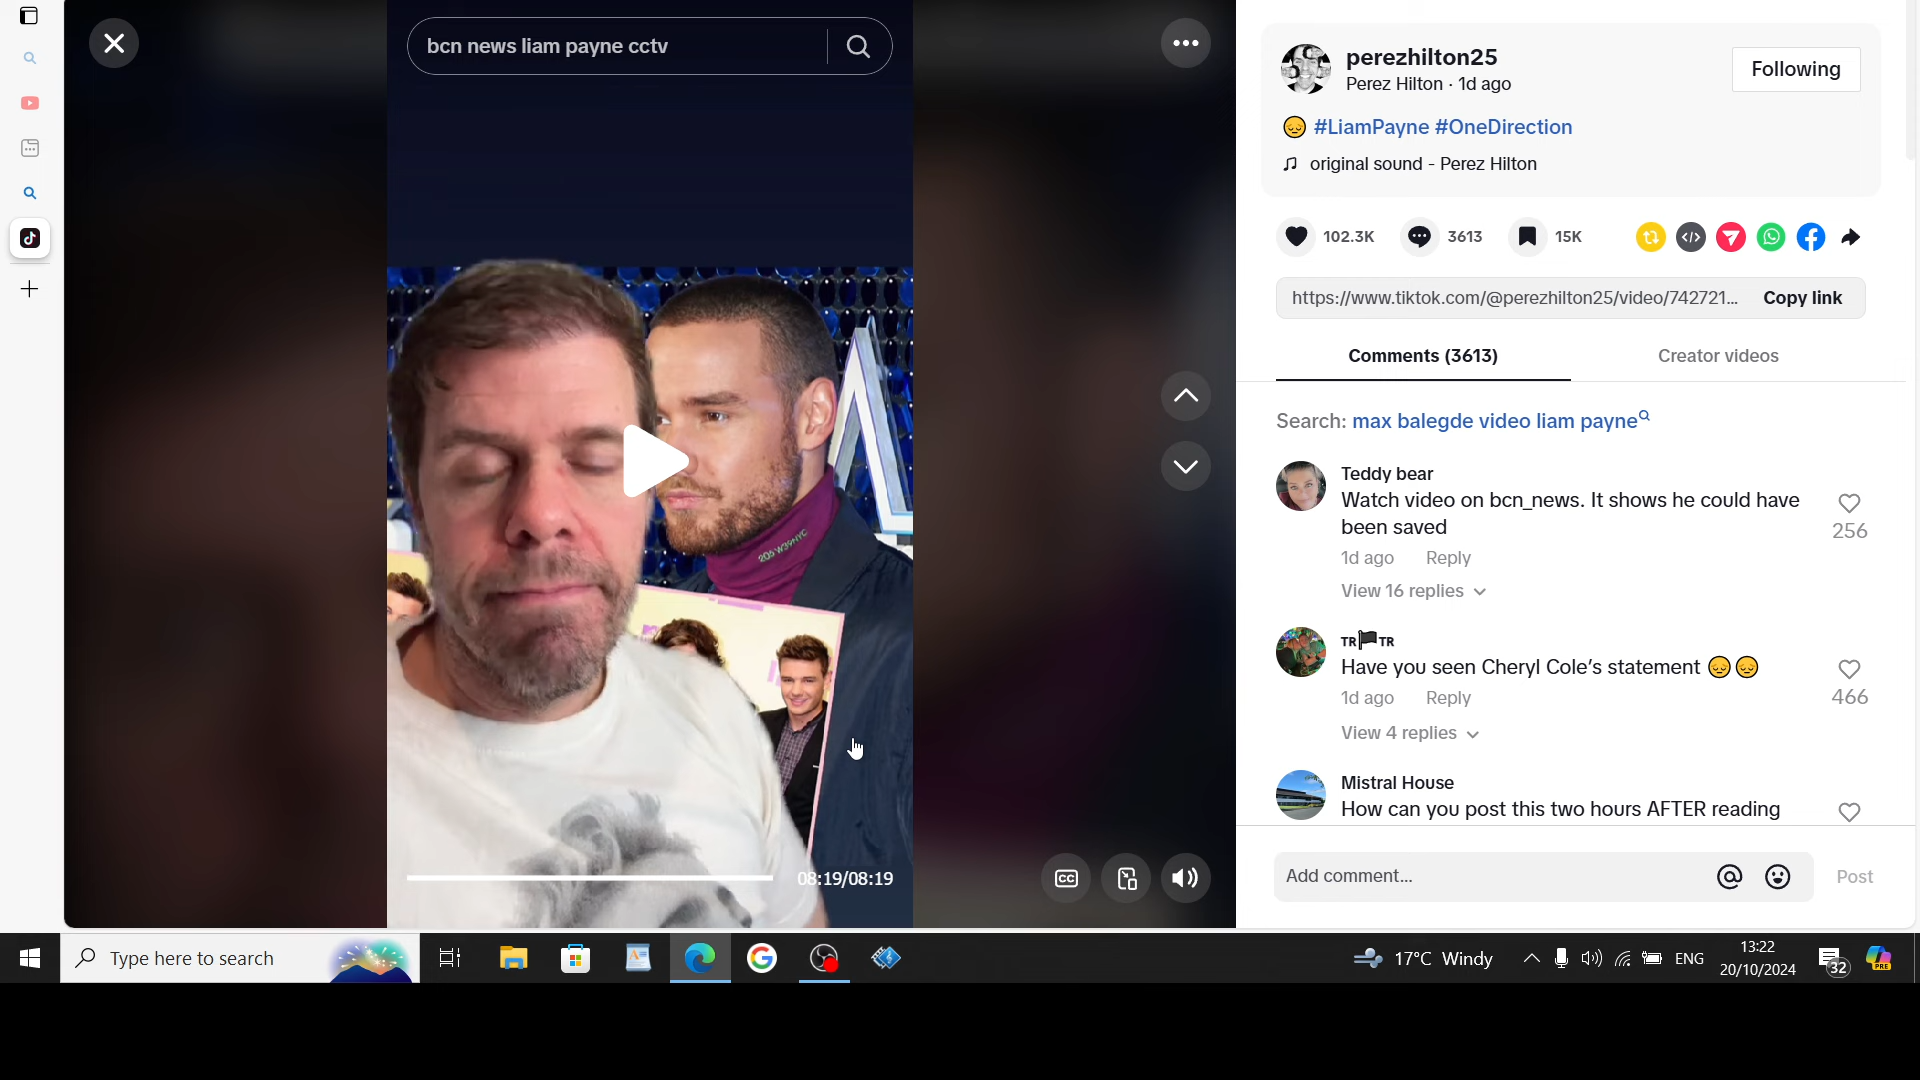 bcn news liam payne cctv
205 W39NYC
08:19/08:19
CC
perezhilton25
Perez Hilton · 1d ago
Following
😔 #LiamPayne #OneDirection
original sound - Perez Hilton
102.3K
3613
15K
https://www.tiktok.com/@perezhilton25/video/742721...
Copy link
Comments (3613)
Creator videos
Search: max balegde video liam payne
Teddy bear
Watch video on bcn_news. It shows he could have
been saved
256
1d ago Reply
View 16 replies
TR🏴TR
Have you seen Cheryl Cole's statement 😔😔
466
1d ago Reply
View 4 replies
Mistral House
How can you post this two hours AFTER reading
Add comment...
Post
Type here to search
17°C Windy
ENG
13:22
20/10/2024
32
PRE